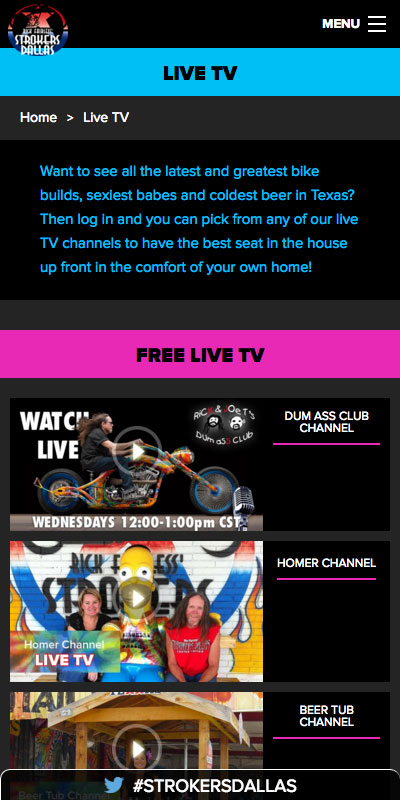 RICK FAIRLESS'
STROKERS
DALLAS
MENU
LIVE TV
Home > Live TV
Want to see all the latest and greatest bike
builds, sexiest babes and coldest beer in Texas?
Then log in and you can pick from any of our live
TV channels to have the best seat in the house
up front in the comfort of your own home!
FREE LIVE TV
WATCH
LIVE
RICK & JOE T'S
DUM ASS CLUB
WEDNESDAYS 12:00-1:00pm CST
DUM ASS CLUB
CHANNEL
RICK FAIRLESS'
STROKERS
Homer Channel
LIVE TV
HOMER CHANNEL
BEER TUB
CHANNEL
Beer Tub Channel
#STROKERSDALLAS